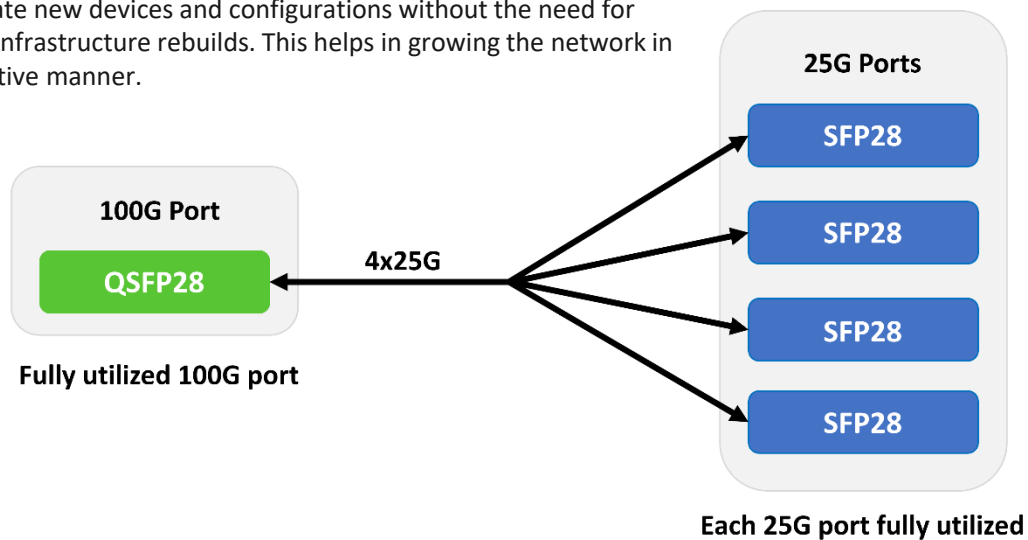 new devices and configurations without the need for
infrastructure rebuilds. This helps in growing the network in
manner.
25G Ports
SFP28
100G Port
SFP28
4x25G
QSFP28
SFP28
Fully utilized 100G port
SFP28
Each 25G port fully utilized